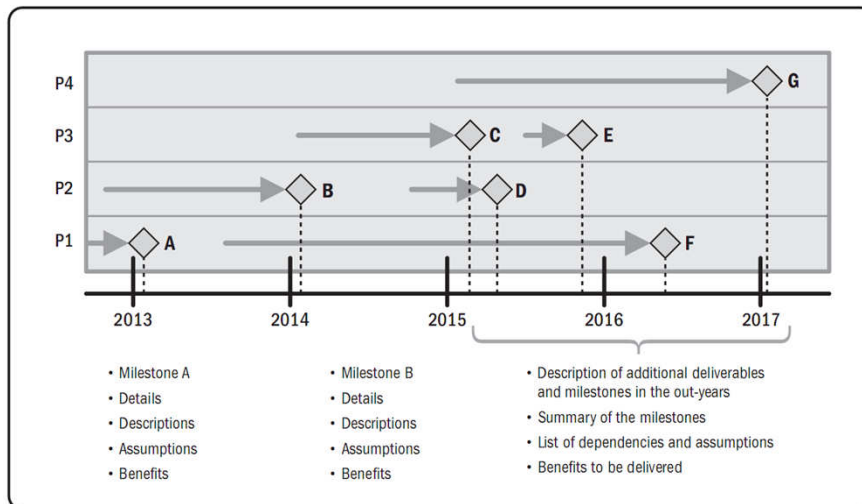 P4
G
P3
C
E
P2
B
D
P1
A
F
2013
2014
2015
2016
2017
• Milestone A
• Details
• Descriptions
• Assumptions
• Benefits
• Milestone B
• Details
• Descriptions
• Assumptions
• Benefits
• Description of additional deliverables
and milestones in the out-years
• Summary of the milestones
• List of dependencies and assumptions
• Benefits to be delivered